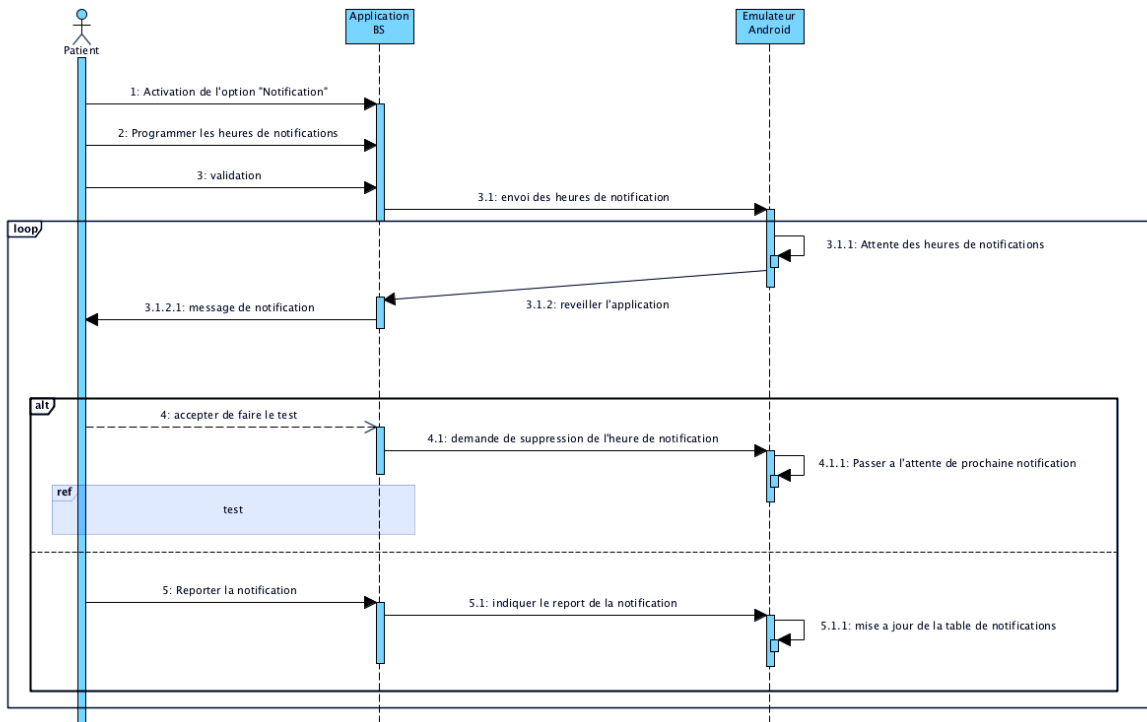 Patient
Application
BS
Emulateur
Android
1: Activation de l'option "Notification"
2: Programmer les heures de notifications
3: validation
3.1: envoi des heures de notification
loop
3.1.1: Attente des heures de notifications
3.1.2: reveiller l'application
3.1.2.1: message de notification
alt
4: accepter de faire le test
4.1: demande de suppression de l'heure de notification
4.1.1: Passer a l'attente de prochaine notification
ref
test
5: Reporter la notification
5.1: indiquer le report de la notification
5.1.1: mise a jour de la table de notifications